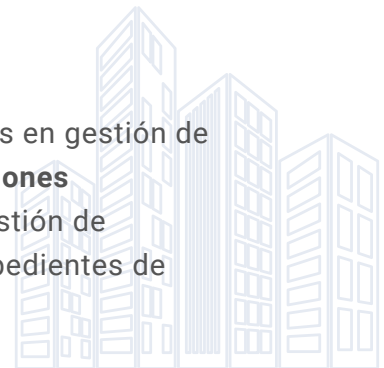 s en gestión de
ones
stión de
pedientes de